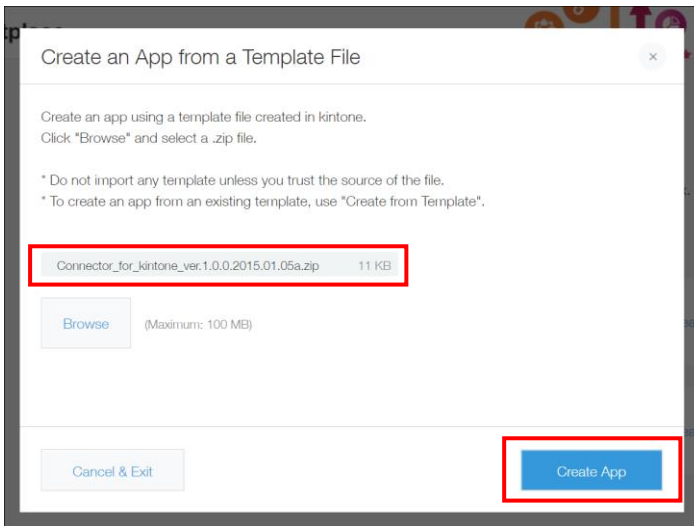 Create an App from a Template File
×
Create an app using a template file created in kintone.
Click "Browse" and select a .zip file.
* Do not import any template unless you trust the source of the file.
* To create an app from an existing template, use "Create from Template".
Connector_for_kintone_ver.1.0.0.2015.01.05a.zip 11 KB
Browse (Maximum: 100 MB)
Cancel & Exit Create App